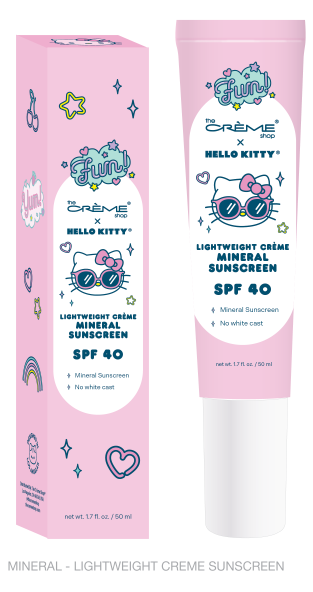 Fun!
the
CRÈME®
shop
×
HELLO KITTY®
LIGHTWEIGHT CRÈME
MINERAL
SUNSCREEN
SPF 40
Mineral Sunscreen
No white cast
net wt. 1.7 fl. oz. / 50 ml
Yum!
Fun!
the
CRÈME®
shop
×
HELLO KITTY®
LIGHTWEIGHT CRÈME
MINERAL
SUNSCREEN
SPF 40
Mineral Sunscreen
No white cast
net wt. 1.7 fl. oz. / 50 ml
MINERAL - LIGHTWEIGHT CREME SUNSCREEN